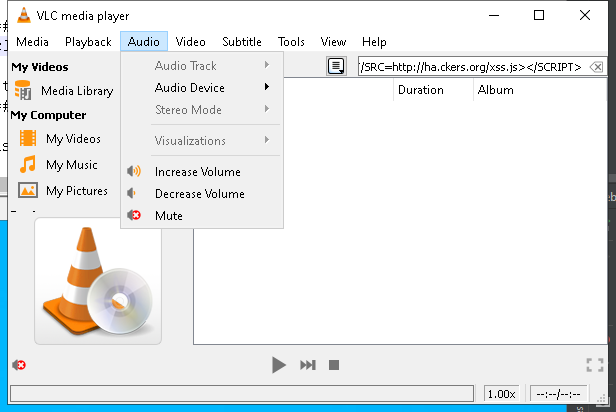 VLC media player
Media Playback Audio Video Subtitle Tools View Help
My Videos
Media Library
My Computer
My Videos
My Music
My Pictures
Audio Track
Audio Device
Stereo Mode
Visualizations
Increase Volume
Decrease Volume
Mute
/SRC=http://ha.ckers.org/xss.js></SCRIPT>
Duration Album
1.00x --:--/--:--